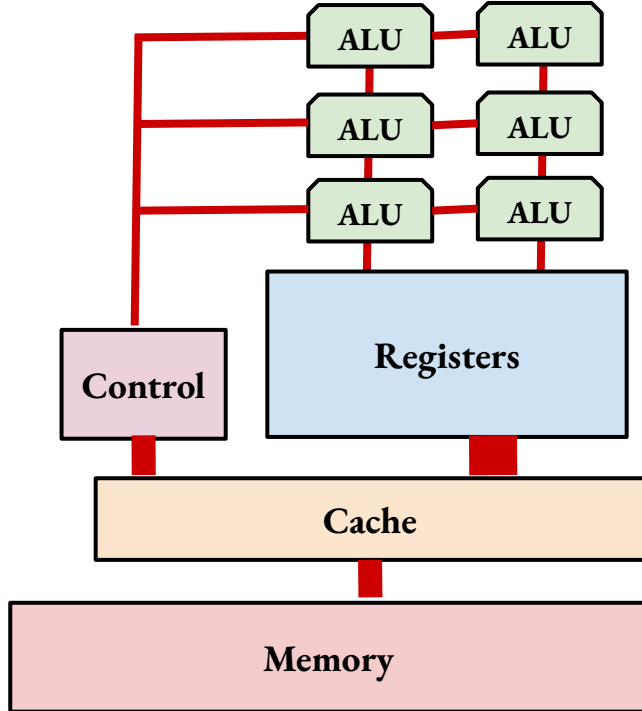 ALU
ALU
ALU
ALU
ALU
ALU
Registers
Control
Cache
Memory